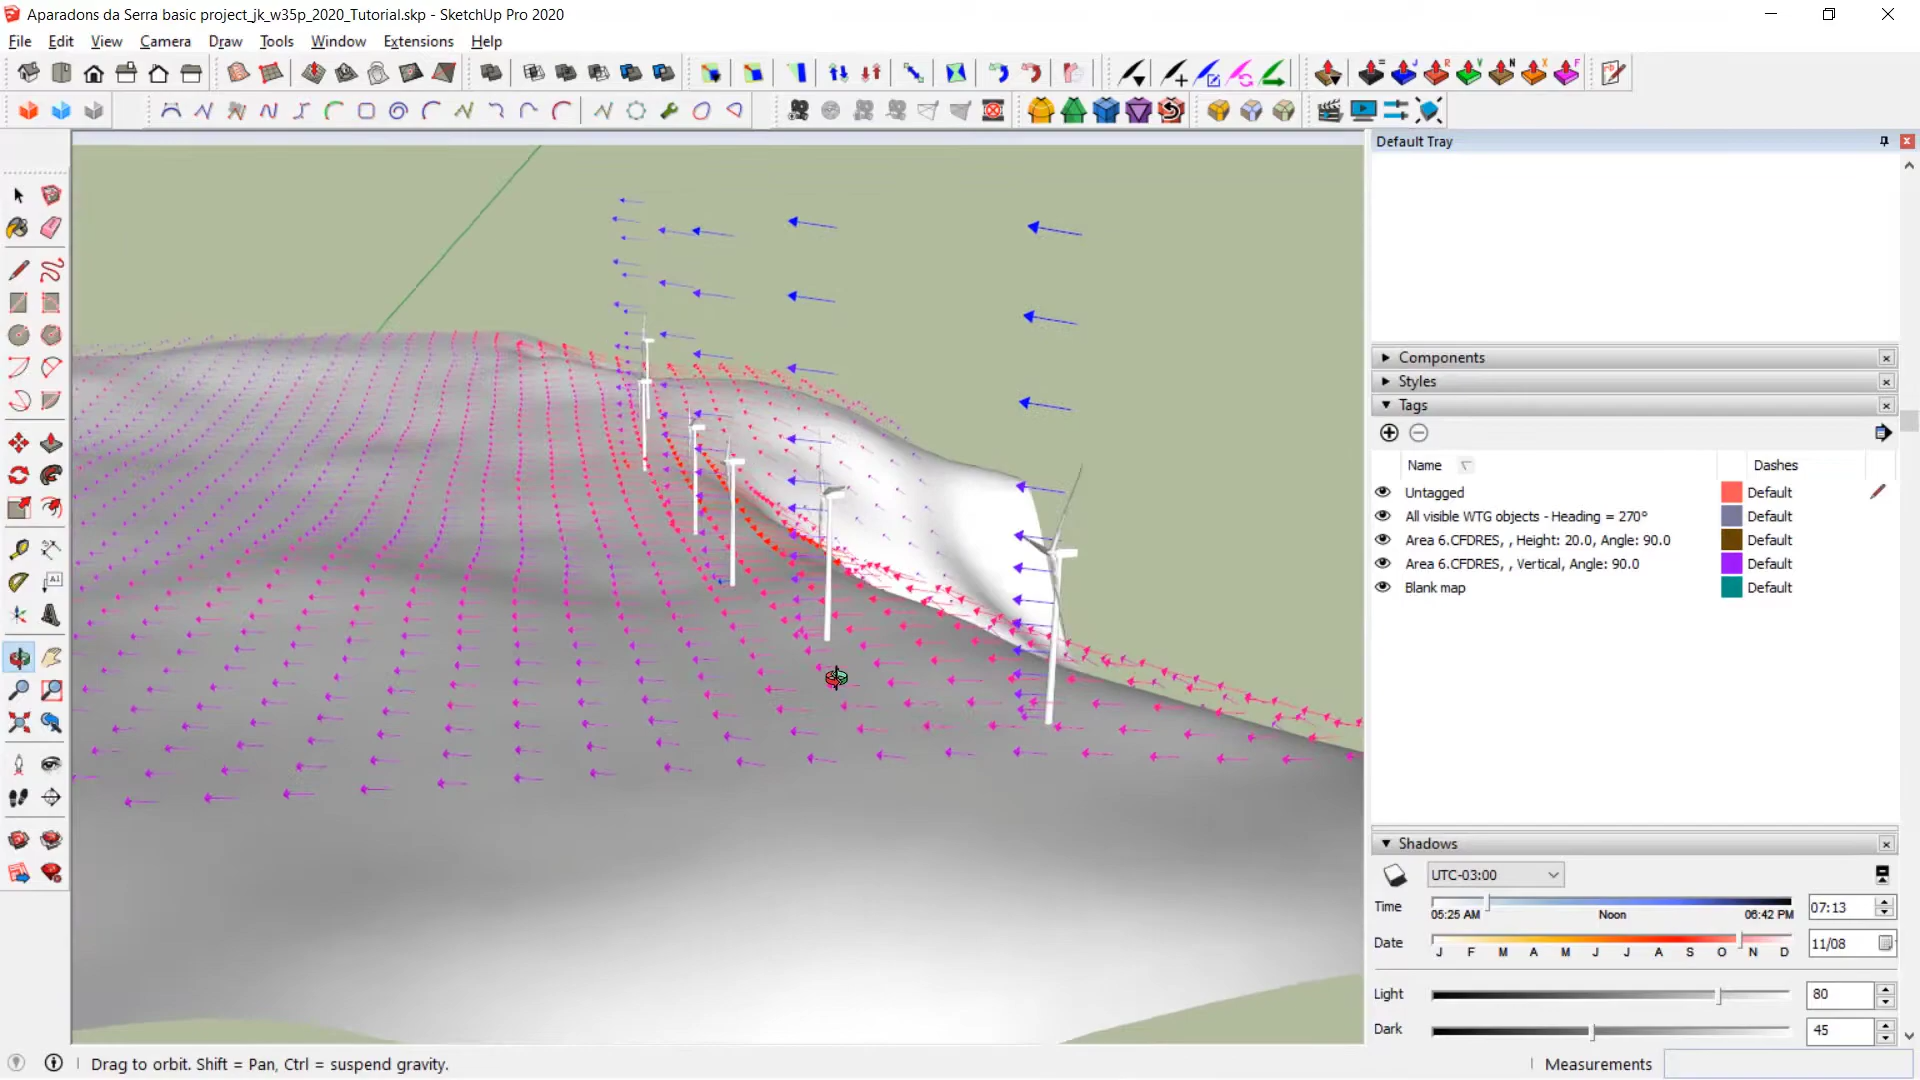 Aparadons da Serra basic project_jk_w35p_2020_Tutorial.skp - SketchUp Pro 2020
File Edit View Camera Draw Tools Window Extensions Help
Default Tray
Components
Styles
Tags
Name Dashes
Untagged Default
All visible WTG objects - Heading = 270° Default
Area 6.CFDRES, , Height: 20.0, Angle: 90.0 Default
Area 6.CFDRES, , Vertical, Angle: 90.0 Default
Blank map Default
Shadows
UTC-03:00
Time 05:25 AM Noon 06:42 PM 07:13
Date J F M A M J J A S O N D 11/08
Light 80
Dark 45
Drag to orbit. Shift = Pan, Ctrl = suspend gravity.
Measurements